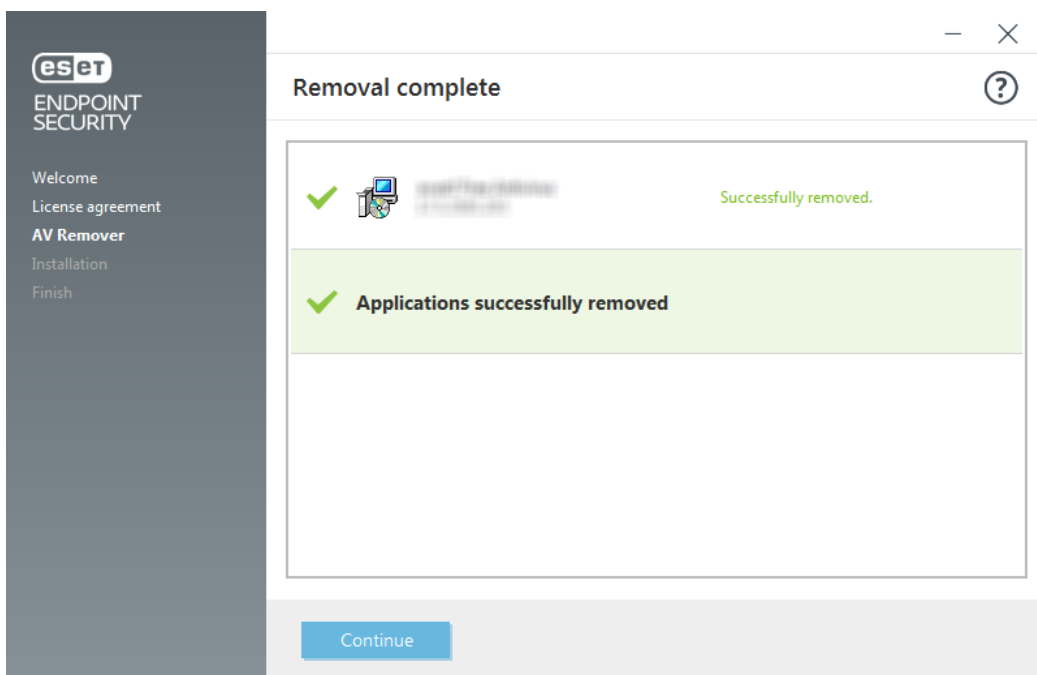 eset
ENDPOINT
SECURITY
Welcome
License agreement
AV Remover
Installation
Finish
Removal complete
?
Successfully removed.
Applications successfully removed
Continue